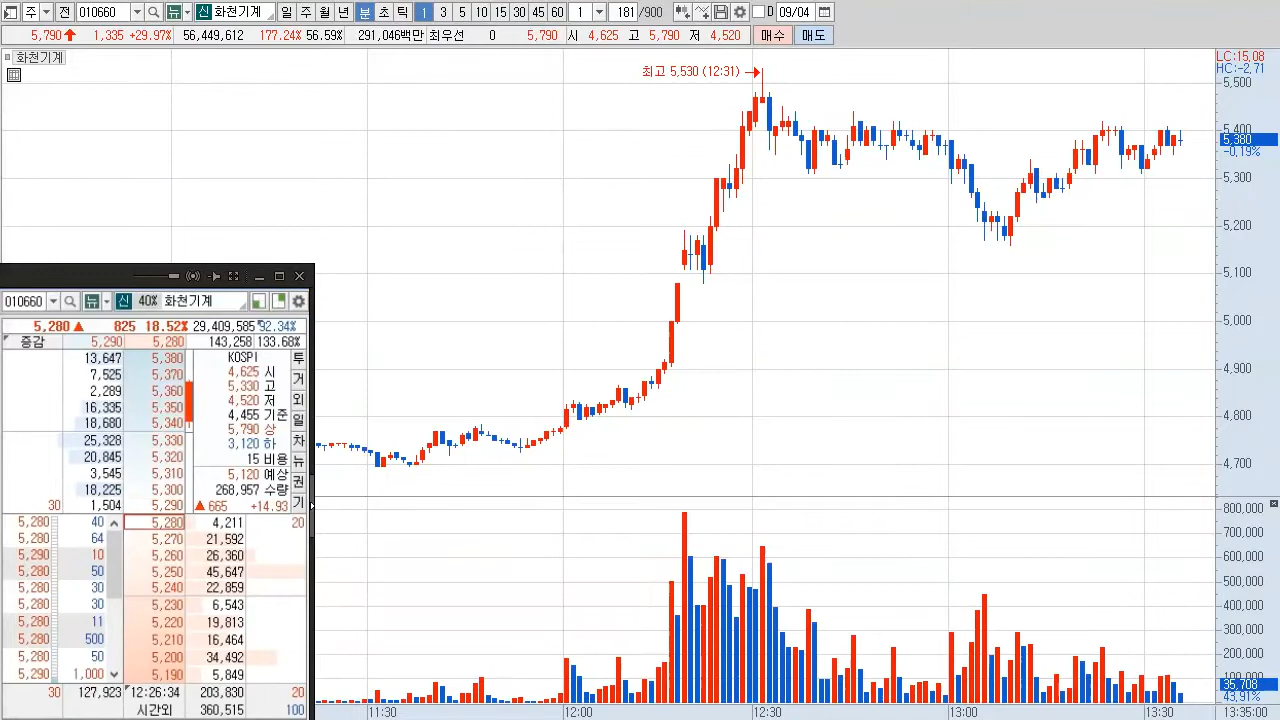 주 전 010660 뉴 신 화천기계 일 주 월 년 분 초 틱 1 3 5 10 15 30 45 60 1 181 /900 D 09/04
5,790 1,335 +29.97% 56,449,612 177.24% 56.59% 291,046백만 최우선 0 5,790 시 4,625 고 5,790 저 4,520 매수 매도
화천기계
LC:15,08
HC:-2,71
최고 5,530 (12:31)
5,500
5,400
5,380
-0,19%
5,300
5,200
5,100
5,000
4,900
4,800
4,700
800,000
700,000
600,000
500,000
400,000
300,000
200,000
100,000
35,708
43,91%
11:30 12:00 12:30 13:00 13:30 13:35:00
010660 뉴 신 40% 화천기계
5,280 825 18.52% 29,409,585 92.34%
증감 5,290 5,280 143,258 133.68%
13,647 5,380 KOSPI 투
7,525 5,370 4,625 시 거
2,289 5,360 5,330 고
16,335 5,350 4,520 저 외
18,680 5,340 4,455 기준 일
25,328 5,330 5,790 상 차
20,845 5,320 3,120 하
3,545 5,310 15 비용 뉴
18,225 5,300 5,120 예상 권
30 1,504 5,290 268,957 수량 기
665 +14.93
5,280 40 5,280 4,211 20
5,280 64 5,270 21,592
5,290 10 5,260 26,360
5,280 50 5,250 45,647
5,280 30 5,240 22,859
5,280 30 5,230 6,543
5,280 11 5,220 19,813
5,280 500 5,210 16,464
5,280 50 5,200 34,492
5,290 1,000 5,190 5,849
30 127,923 12:26:34 203,830 20
시간외 360,515 100